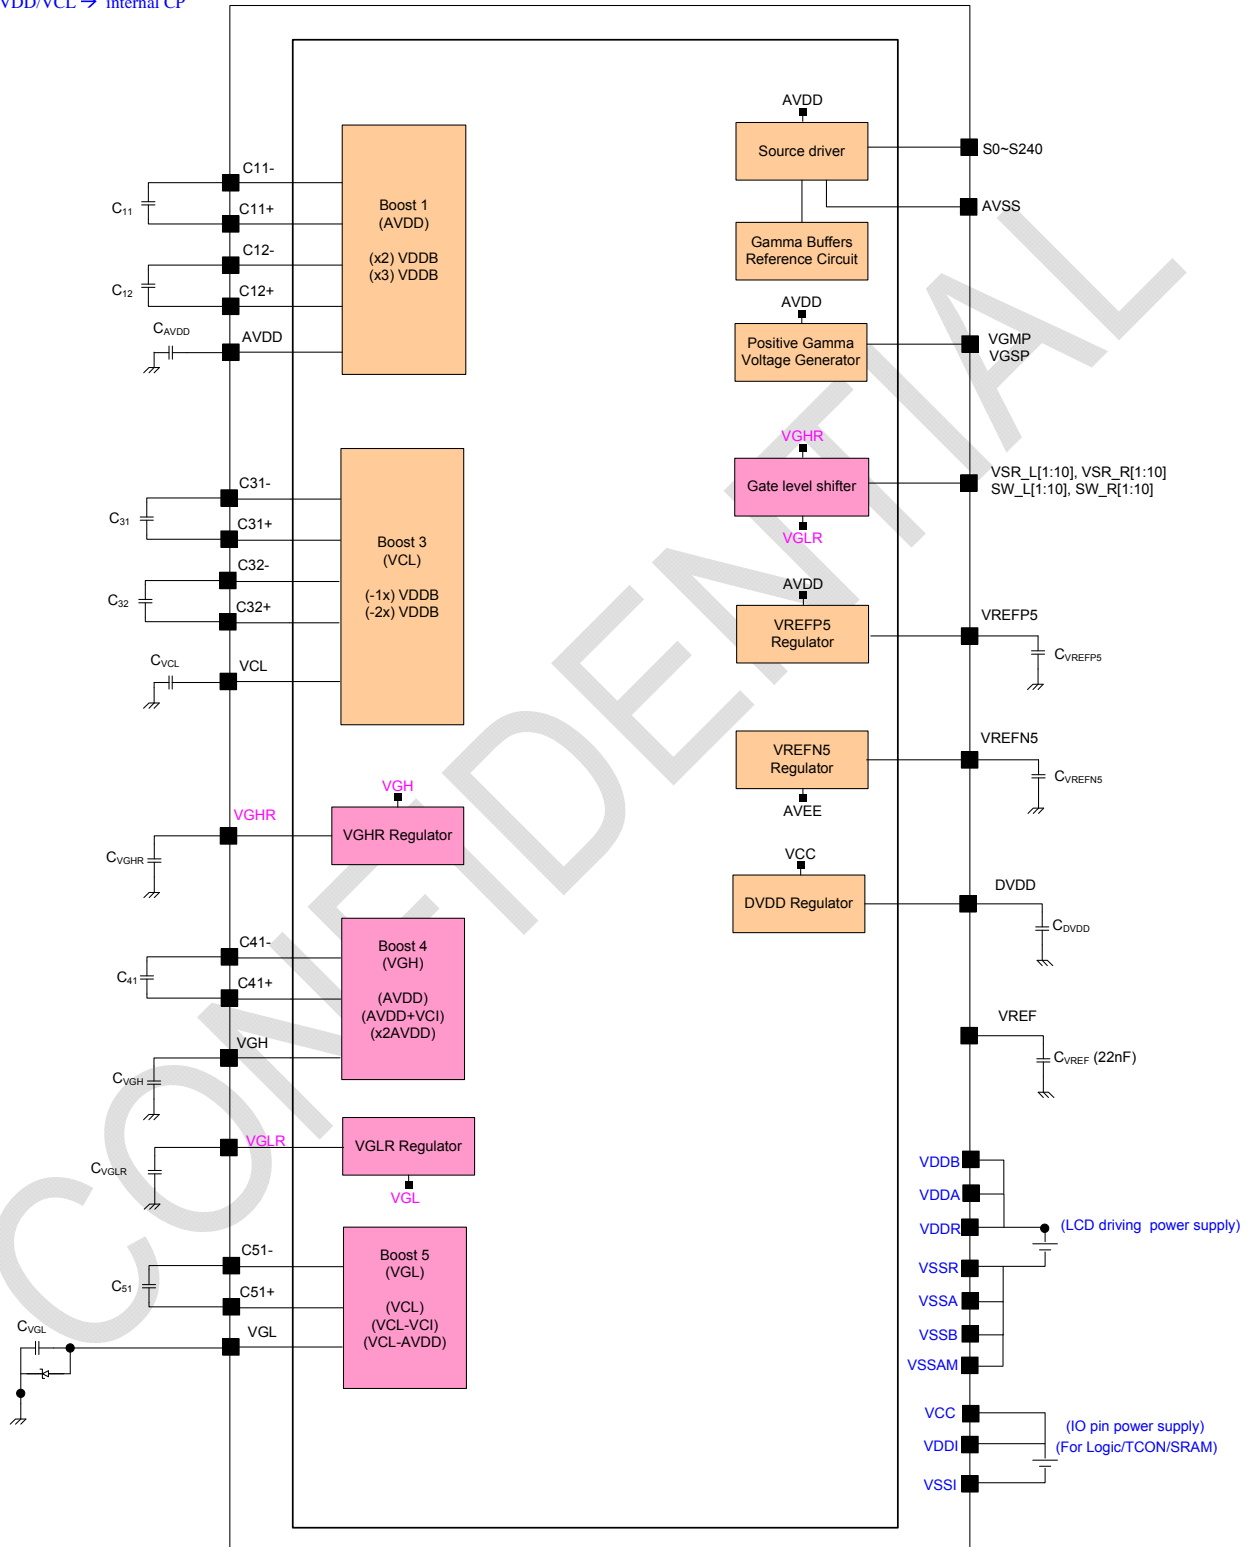 VDD/VCL → internal CP
C11-
C11+
C12-
C12+
AVDD
C11
C12
CAVDD
Boost 1
(AVDD)
(x2) VDDB
(x3) VDDB
C31-
C31+
C32-
C32+
VCL
C31
C32
CVCL
Boost 3
(VCL)
(-1x) VDDB
(-2x) VDDB
VGHR
CVGHR
VGH
VGHR Regulator
C41-
C41+
VGH
C41
CVGH
Boost 4
(VGH)
(AVDD)
(AVDD+VCI)
(x2AVDD)
VGLR
CVGLR
VGLR Regulator
VGL
C51-
C51+
VGL
C51
CVGL
Boost 5
(VGL)
(VCL)
(VCL-VCI)
(VCL-AVDD)
AVDD
Source driver
S0~S240
AVSS
Gamma Buffers
Reference Circuit
AVDD
Positive Gamma
Voltage Generator
VGMP
VGSP
VGHR
Gate level shifter
VGLR
VSR_L[1:10], VSR_R[1:10]
SW_L[1:10], SW_R[1:10]
AVDD
VREFP5
Regulator
VREFP5
CVREFP5
VREFN5
Regulator
AVEE
VREFN5
CVREFN5
VCC
DVDD Regulator
DVDD
CDVDD
VREF
CVREF (22nF)
VDDB
VDDA
VDDR
(LCD driving power supply)
VSSR
VSSA
VSSB
VSSAM
VCC
VDDI
VSSI
(IO pin power supply)
(For Logic/TCON/SRAM)
CONFIDENTIAL